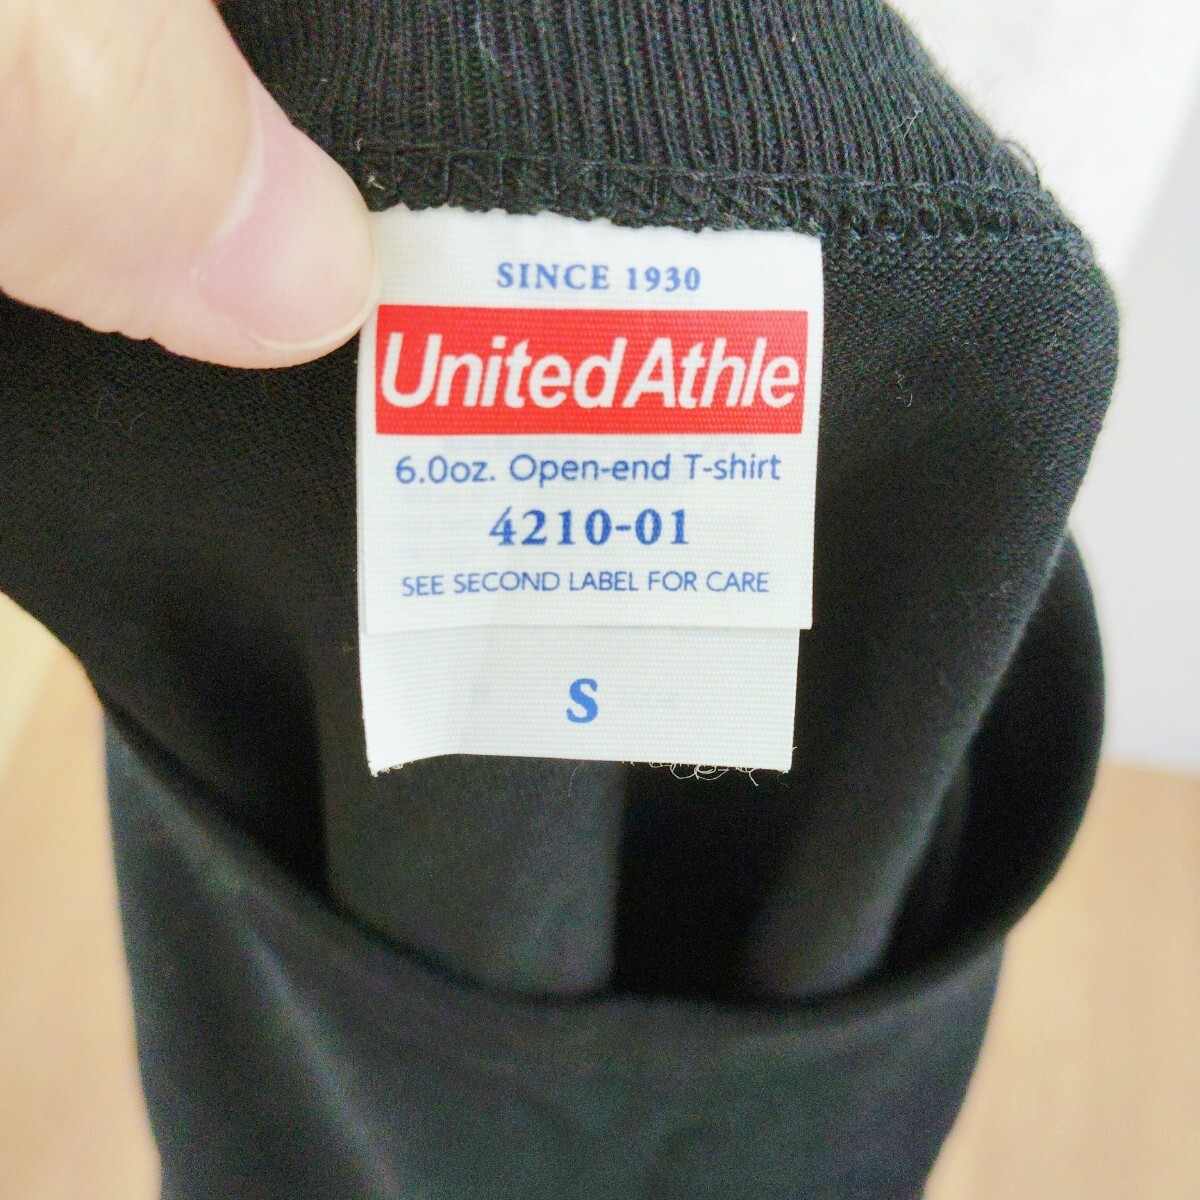 SINCE 1930
United Athle
6.0oz. Open-end T-shirt
4210-01
SEE SECOND LABEL FOR CARE
S